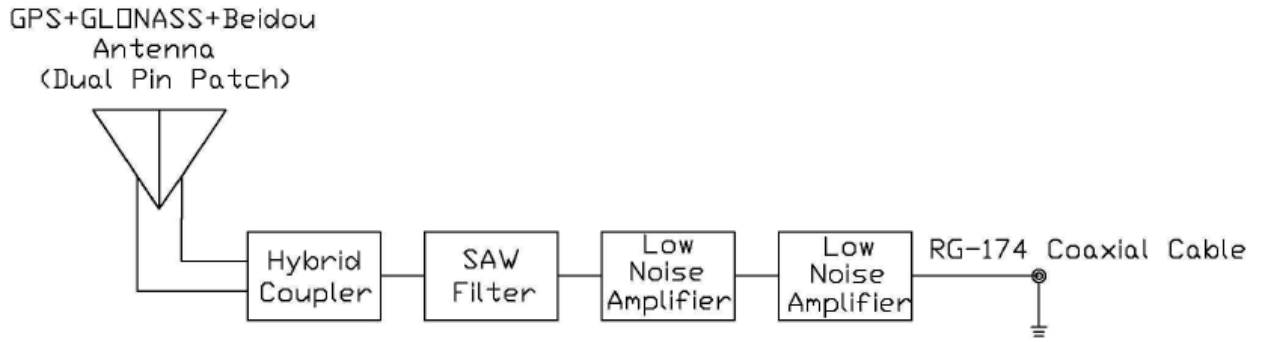 GPS+GLONASS+Beidou
Antenna
(Dual Pin Patch)
Hybrid
Coupler
SAW
Filter
Low
Noise
Amplifier
Low
Noise
Amplifier
RG-174 Coaxial Cable